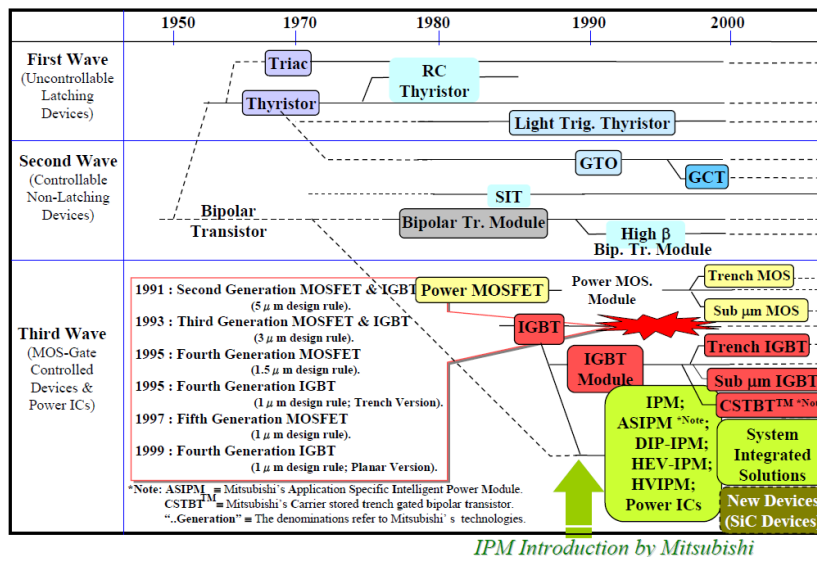 1950 1970 1980 1990 2000
First Wave
(Uncontrollable
Latching
Devices)
Triac
RC
Thyristor
Thyristor
Light Trig. Thyristor
Second Wave
(Controllable
Non-Latching
Devices)
GTO
GCT
SIT
Bipolar
Transistor
Bipolar Tr. Module
High β
Bip. Tr. Module
Third Wave
(MOS-Gate
Controlled
Devices &
Power ICs)
1991 : Second Generation MOSFET & IGBT
(5μm design rule).
1993 : Third Generation MOSFET & IGBT
(3μm design rule).
1995 : Fourth Generation MOSFET
(1.5μm design rule).
1995 : Fourth Generation IGBT
(1μm design rule; Trench Version).
1997 : Fifth Generation MOSFET
(1μm design rule).
1999 : Fourth Generation IGBT
(1μm design rule; Planar Version).
Power MOSFET
Power MOS.
Module
Trench MOS
Sub μm MOS
IGBT
IGBT
Module
Trench IGBT
Sub μm IGBT
CSTBT™ *Note
IPM;
ASIPM *Note;
DIP-IPM;
HEV-IPM;
HVIPM;
Power ICs
System
Integrated
Solutions
New Devices
(SiC Devices)
*Note: ASIPM ≡ Mitsubishi`s Application Specific Intelligent Power Module.
CSTBT™≡ Mitsubishi`s Carrier stored trench gated bipolar transistor.
“..Generation” ≡ The denominations refer to Mitsubishi` s technologies.
IPM Introduction by Mitsubishi